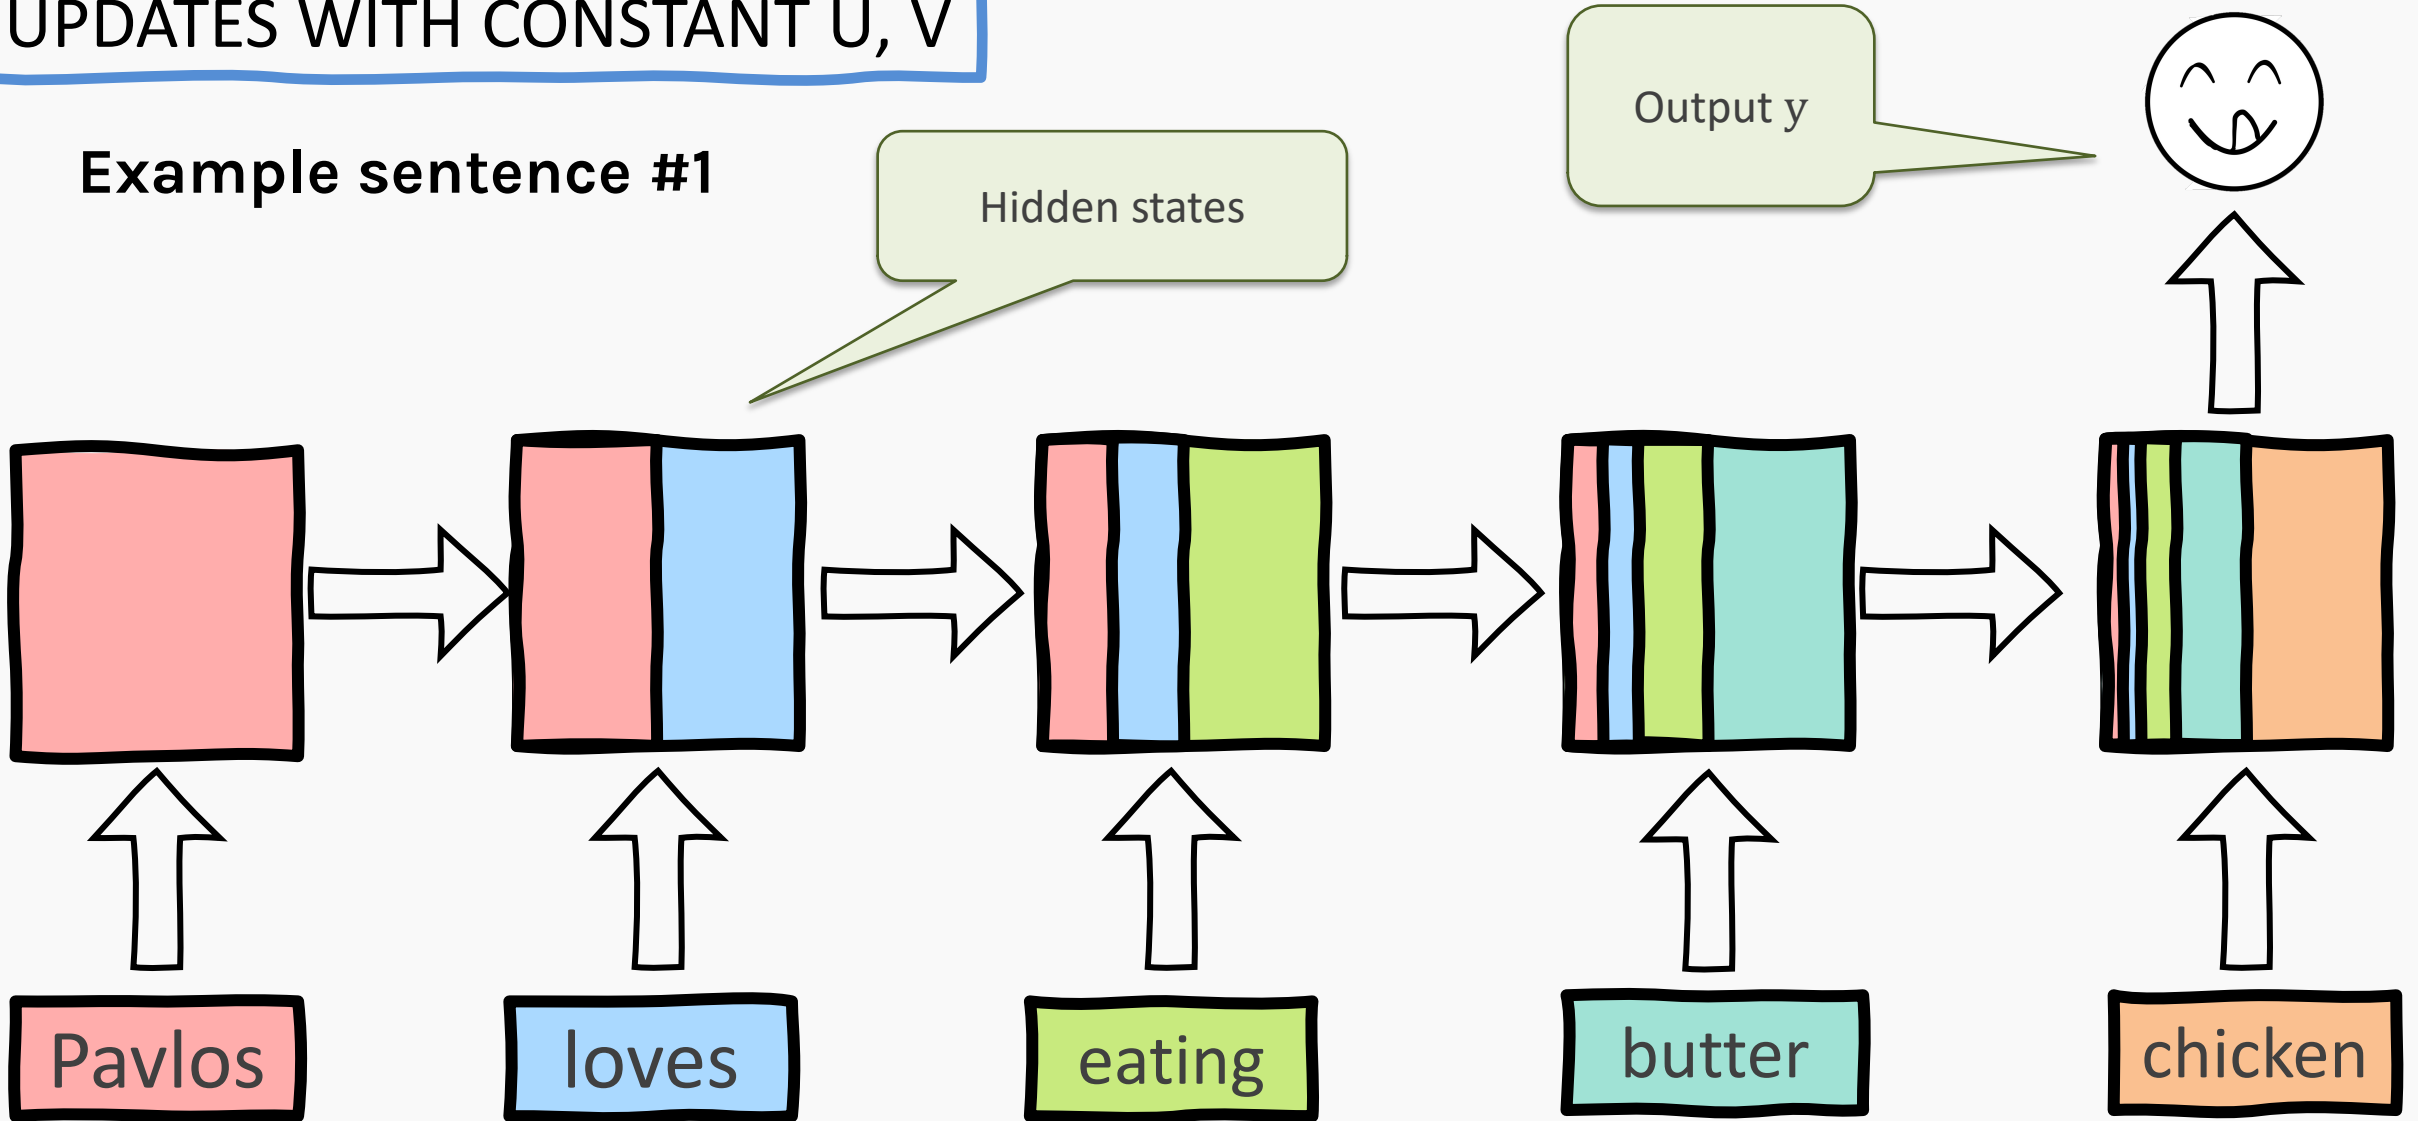 UPDATES WITH CONSTANT U, V
Example sentence #1
Hidden states
Output y
Pavlos
loves
eating
butter
chicken